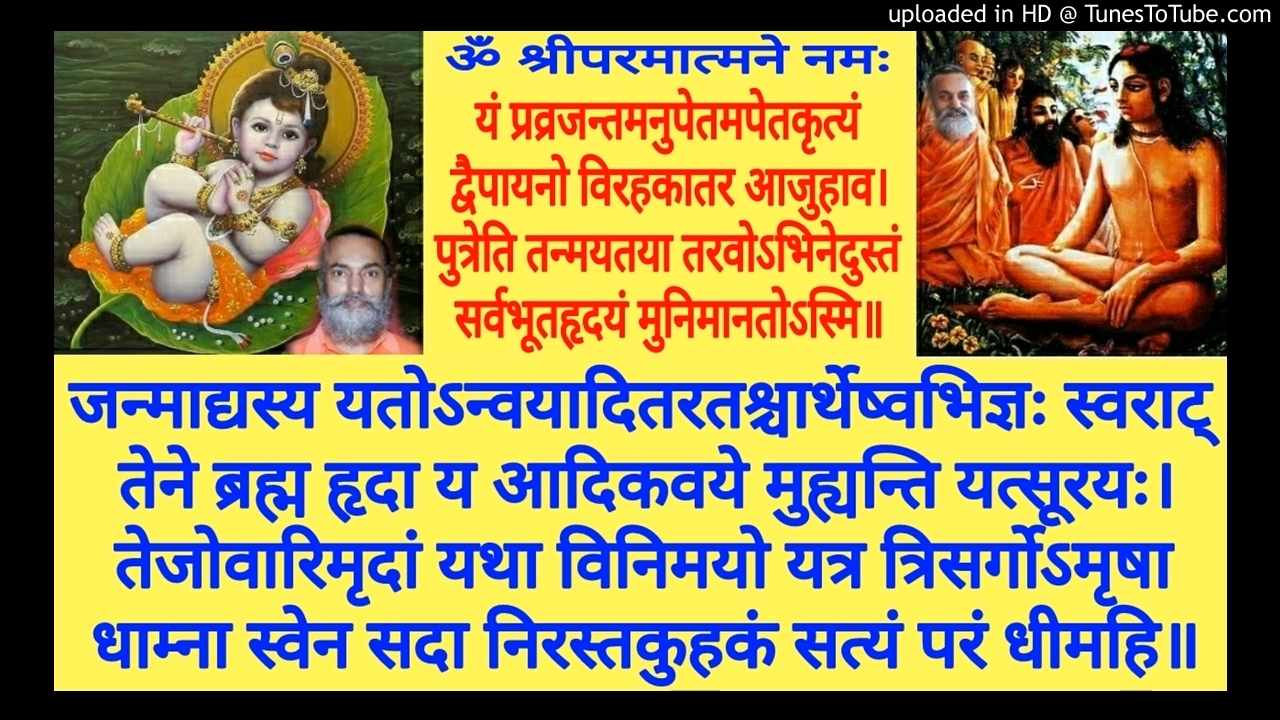 uploaded in HD @ TunesToTube.com
ॐ श्रीपरमात्मने नमः
यं प्रव्रजन्तमनुपेतमपेतकृत्यं
द्वैपायनो विरहकातर आजुहाव।
पुत्रेति तन्मयतया तरवोऽभिनेदुस्तं
सर्वभूतहृदयं मुनिमानतोऽस्मि॥
जन्माद्यस्य यतोऽन्वयादितरतश्चार्थेष्वभिज्ञः स्वराट्
तेने ब्रह्म हृदा य आदिकवये मुह्यन्ति यत्सूरयः।
तेजोवारिमृदां यथा विनिमयो यत्र त्रिसर्गोऽमृषा
धाम्ना स्वेन सदा निरस्तकुहकं सत्यं परं धीमहि॥